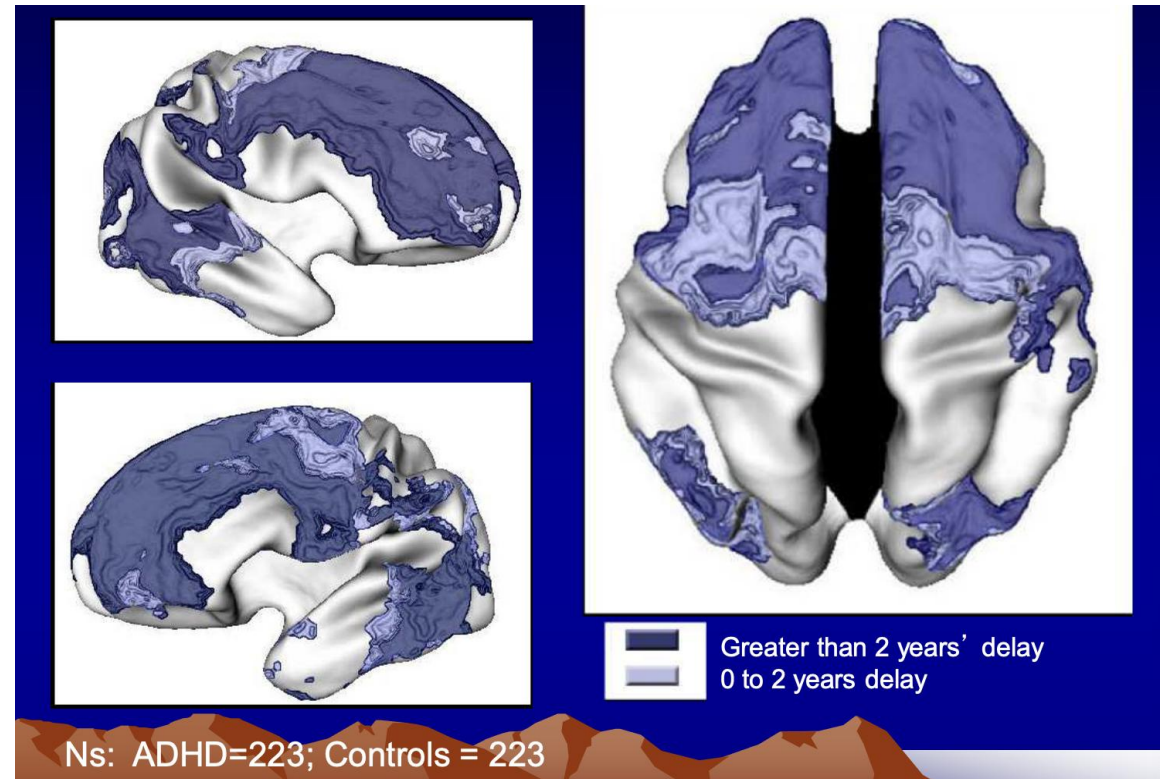 Greater than 2 years’ delay
0 to 2 years delay
Ns: ADHD=223; Controls = 223